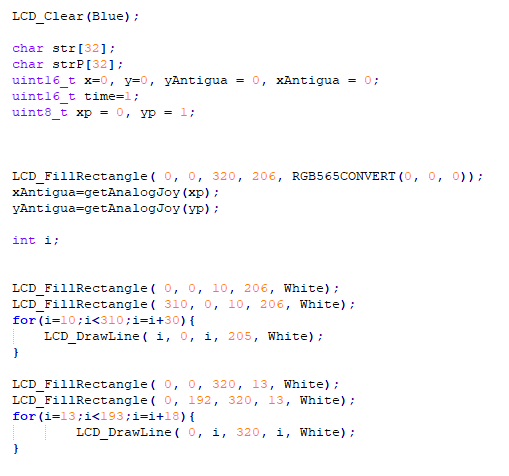 LCD_Clear(Blue);
char str[32];
char strP[32];
uint16_t x=0, y=0, yAntigua = 0, xAntigua = 0;
uint16_t time=1;
uint8_t xp = 0, yp = 1;
LCD_FillRectangle( 0, 0, 320, 206, RGB565CONVERT(0, 0, 0));
xAntigua=getAnalogJoy(xp);
yAntigua=getAnalogJoy(yp);
int i;
LCD_FillRectangle( 0, 0, 10, 206, White);
LCD_FillRectangle( 310, 0, 10, 206, White);
for(i=10;i<310;i=i+30){
LCD_DrawLine( i, 0, i, 205, White);
}
LCD_FillRectangle( 0, 0, 320, 13, White);
LCD_FillRectangle( 0, 192, 320, 13, White);
for(i=13;i<193;i=i+18){
LCD_DrawLine( 0, i, 320, i, White);
}